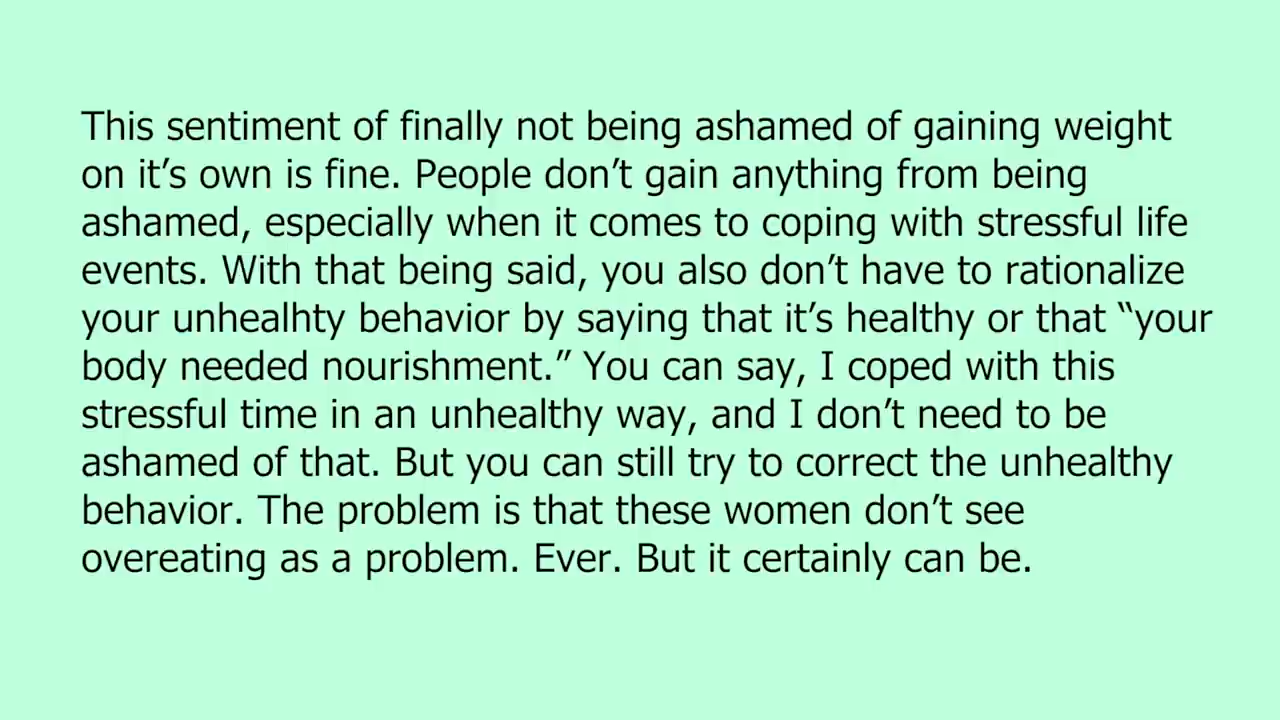 This sentiment of finally not being ashamed of gaining weight
on it’s own is fine. People don’t gain anything from being
ashamed, especially when it comes to coping with stressful life
events. With that being said, you also don’t have to rationalize
your unhealhty behavior by saying that it’s healthy or that “your
body needed nourishment.” You can say, I coped with this
stressful time in an unhealthy way, and I don’t need to be
ashamed of that. But you can still try to correct the unhealthy
behavior. The problem is that these women don’t see
overeating as a problem. Ever. But it certainly can be.